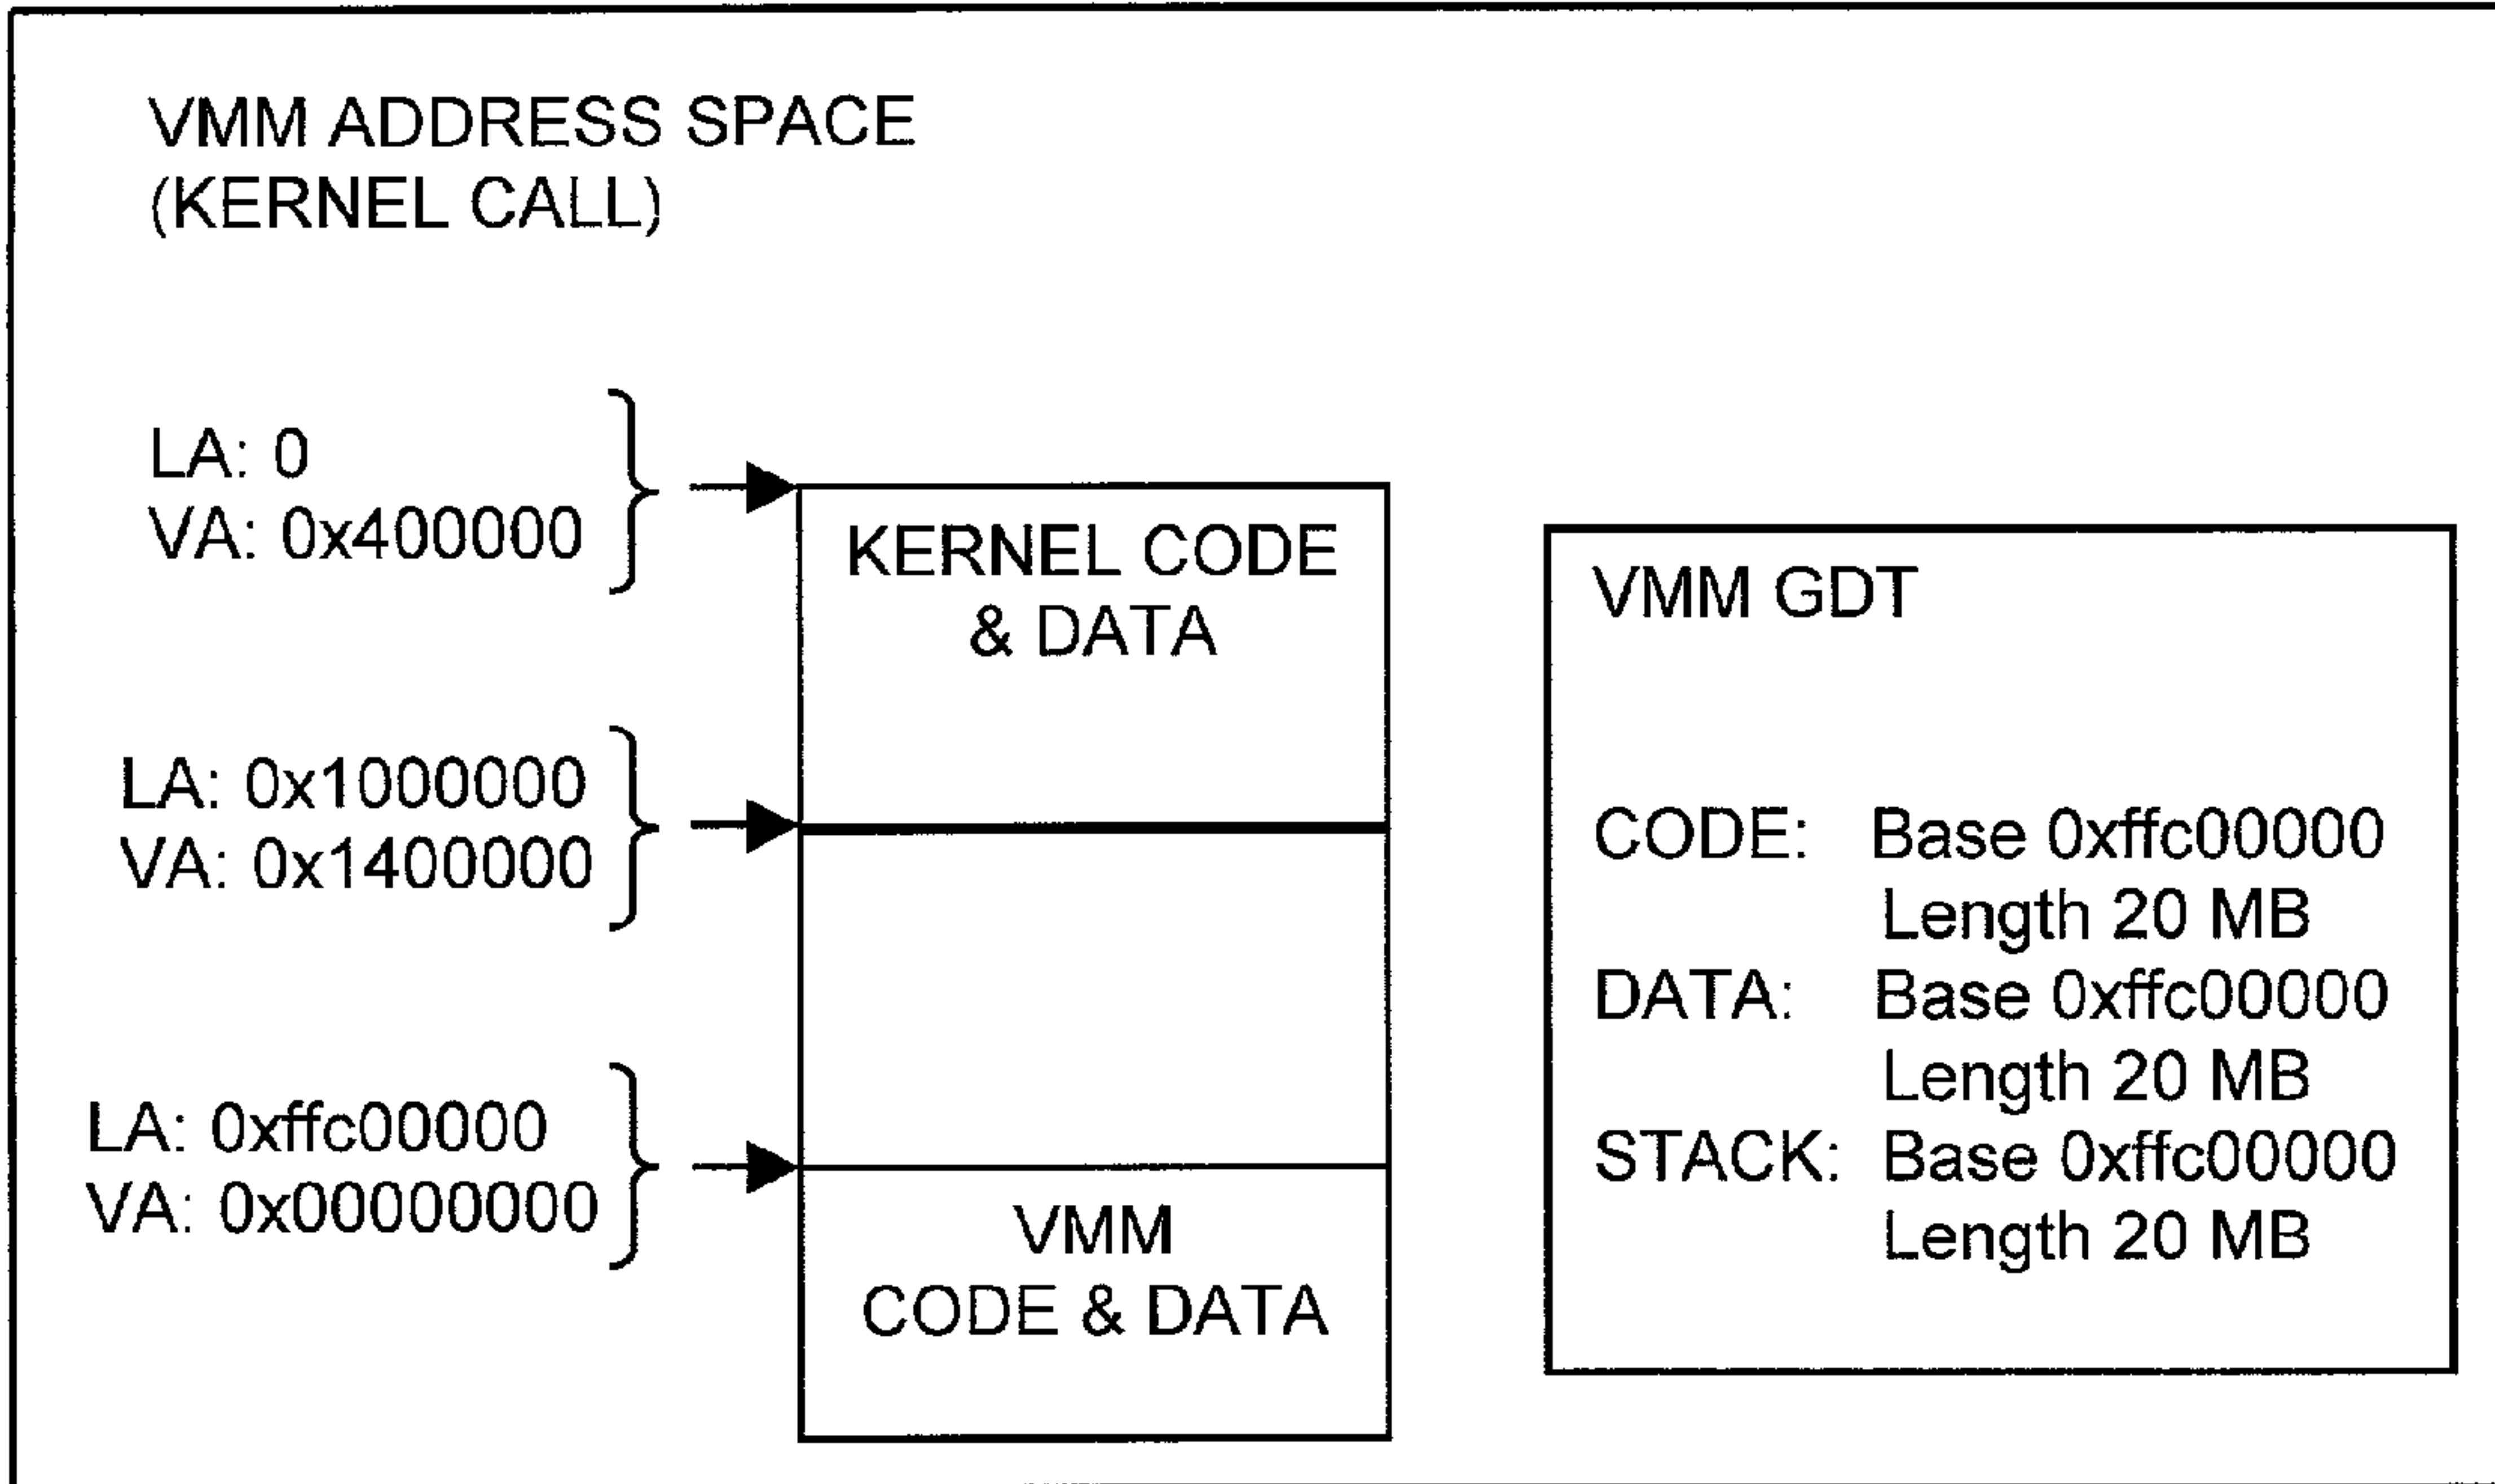 VMM ADDRESS SPACE
(KERNEL CALL)
LA: 0
VA: 0x400000
KERNEL CODE
& DATA
LA: 0x1000000
VA: 0x1400000
LA: 0xffc00000
VA: 0x00000000
VMM
CODE & DATA
VMM GDT
CODE: Base 0xffc00000
Length 20 MB
DATA: Base 0xffc00000
Length 20 MB
STACK: Base 0xffc00000
Length 20 MB